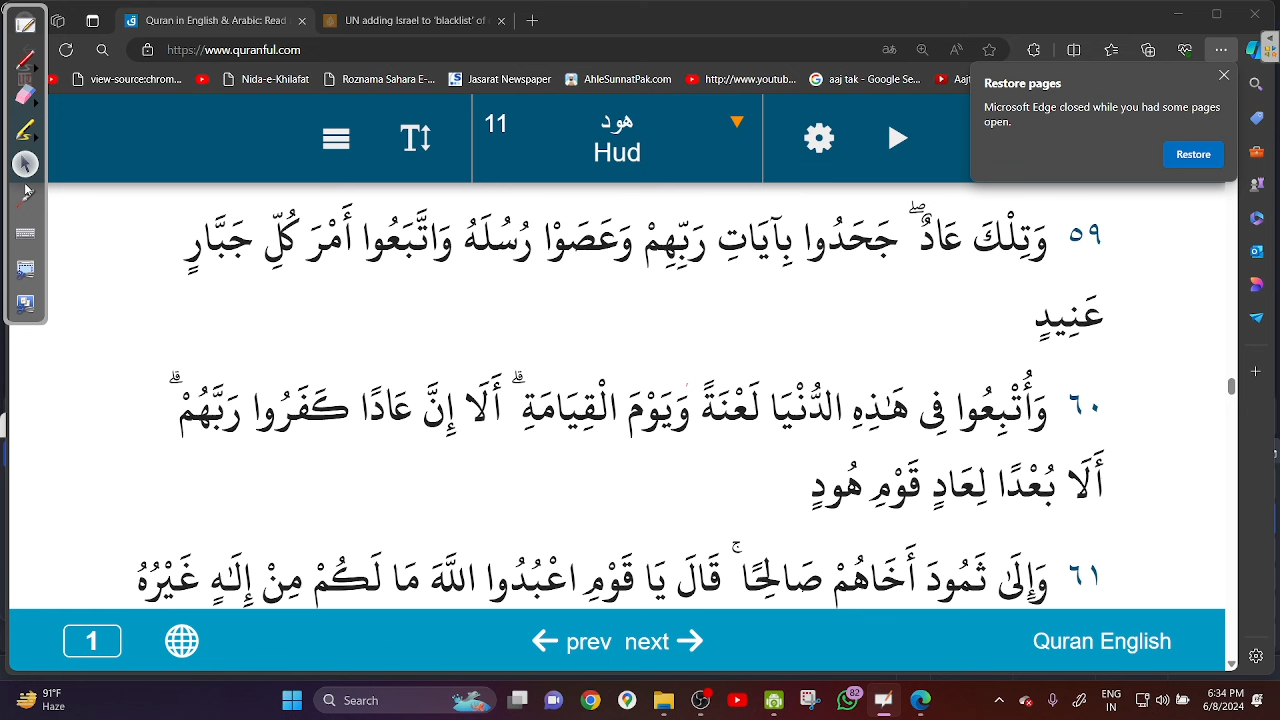 Quran in English & Arabic: Read
UN adding Israel to 'blacklist' of
https://www.quranful.com
view-source:chrom...
Nida-e-Khilafat
Roznama Sahara E-...
Jasarat Newspaper
AhleSunnatPak.com
http://www.youtub...
aaj tak - Google Se...
Aajt
Restore pages
Microsoft Edge closed while you had some pages
open.
Restore
11
هود
Hud
٥٩ وَتِلْكَ عَادٌ ۖ جَحَدُوا بِآيَاتِ رَبِّهِمْ وَعَصَوْا رُسُلَهُ وَاتَّبَعُوا أَمْرَ كُلِّ جَبَّارٍ
عَنِيدٍ
٦٠ وَأُتْبِعُوا فِى هَٰذِهِ الدُّنْيَا لَعْنَةً وَيَوْمَ الْقِيَامَةِ ۗ أَلَا إِنَّ عَادًا كَفَرُوا رَبَّهُمْ ۗ
أَلَا بُعْدًا لِعَادٍ قَوْمِ هُودٍ
٦١ وَإِلَىٰ ثَمُودَ أَخَاهُمْ صَالِحًا ۚ قَالَ يَا قَوْمِ اعْبُدُوا اللَّهَ مَا لَكُمْ مِنْ إِلَٰهٍ غَيْرُهُ
1
prev next
Quran English
91°F
Haze
Search
82
ENG
IN
6:34 PM
6/8/2024